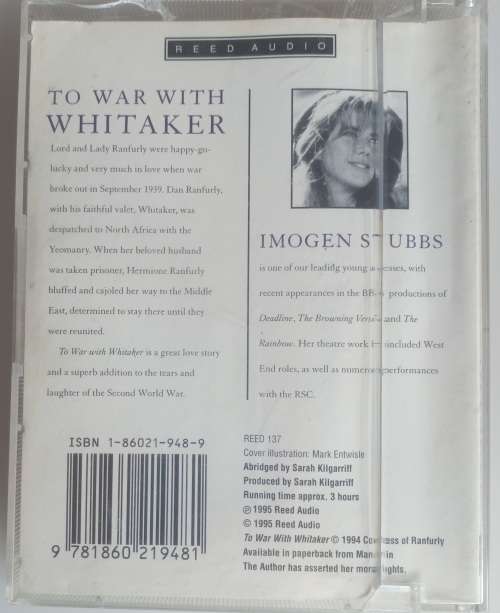 REED AUDIO
TO WAR WITH
WHITAKER
Lord and Lady Ranfurly were happy-go-
lucky and very much in love when war
broke out in September 1939. Dan Ranfurly,
with his faithful valet, Whitaker, was
despatched to North Africa with the
Yeomanry. When her beloved husband
was taken prisoner, Hermione Ranfurly
bluffed and cajoled her way to the Middle
East, determined to stay there until they
were reunited.
To War with Whitaker is a great love story
and a superb addition to the tears and
laughter of the Second World War.
IMOGEN STUBBS
is one of our leading young actresses, with
recent appearances in the BBC productions of
Deadline, The Browning Version and The
Rainbow. Her theatre work has included West
End roles, as well as numerous performances
with the RSC.
ISBN 1-86021-948-9
9 781860 219481
REED 137
Cover illustration: Mark Entwisle
Abridged by Sarah Kilgarriff
Produced by Sarah Kilgarriff
Running time approx. 3 hours
℗ 1995 Reed Audio
© 1995 Reed Audio
To War With Whitaker © 1994 Countess of Ranfurly
Available in paperback from Mandarin
The Author has asserted her moral rights.